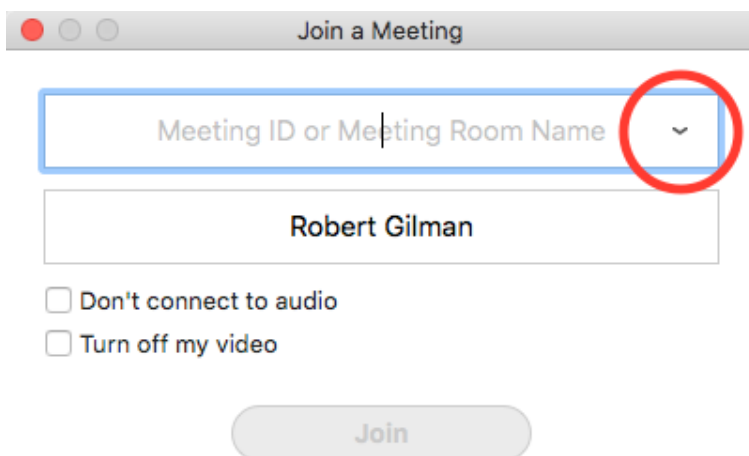 Join a Meeting
Meeting ID or Meeting Room Name
Robert Gilman
Don't connect to audio
Turn off my video
Join